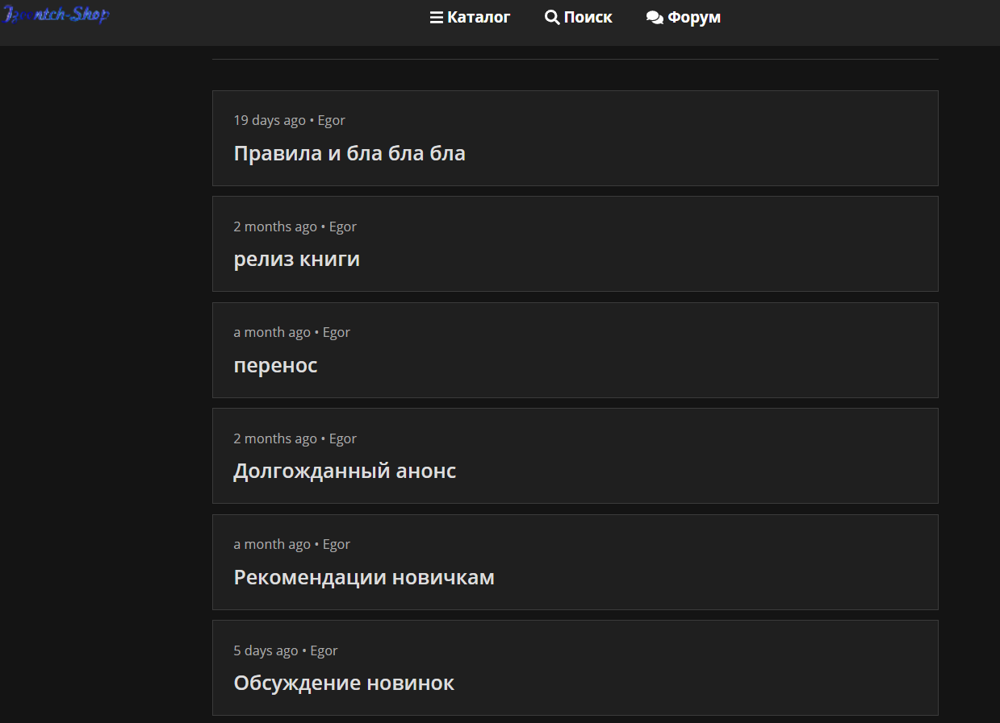 Каталог
Поиск
Форум
19 days ago • Egor
Правила и бла бла бла
2 months ago • Egor
релиз книги
a month ago • Egor
перенос
2 months ago • Egor
Долгожданный анонс
a month ago • Egor
Рекомендации новичкам
5 days ago • Egor
Обсуждение новинок